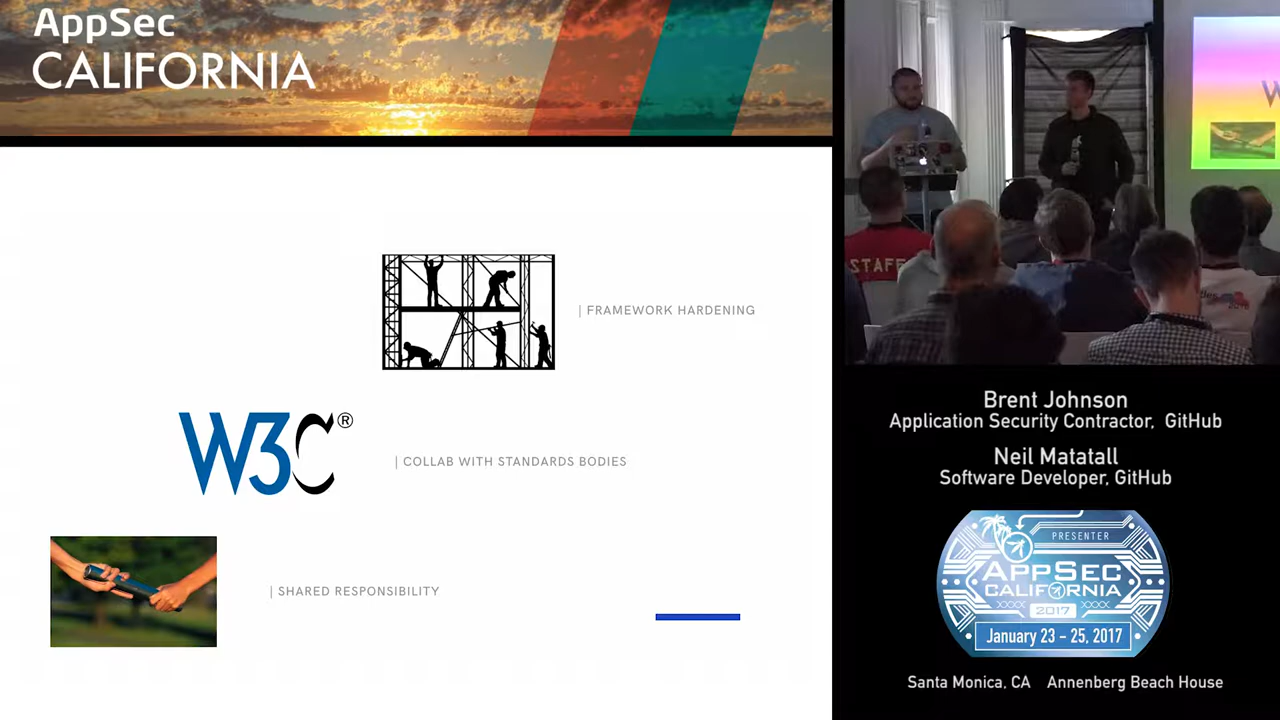 AppSec
CALIFORNIA
| FRAMEWORK HARDENING
W3C®
| COLLAB WITH STANDARDS BODIES
| SHARED RESPONSIBILITY
STAFF
Brent Johnson
Application Security Contractor, GitHub
Neil Matatall
Software Developer, GitHub
PRESENTER
APPSEC
CALIFORNIA
2017
January 23 - 25, 2017
Santa Monica, CA Annenberg Beach House